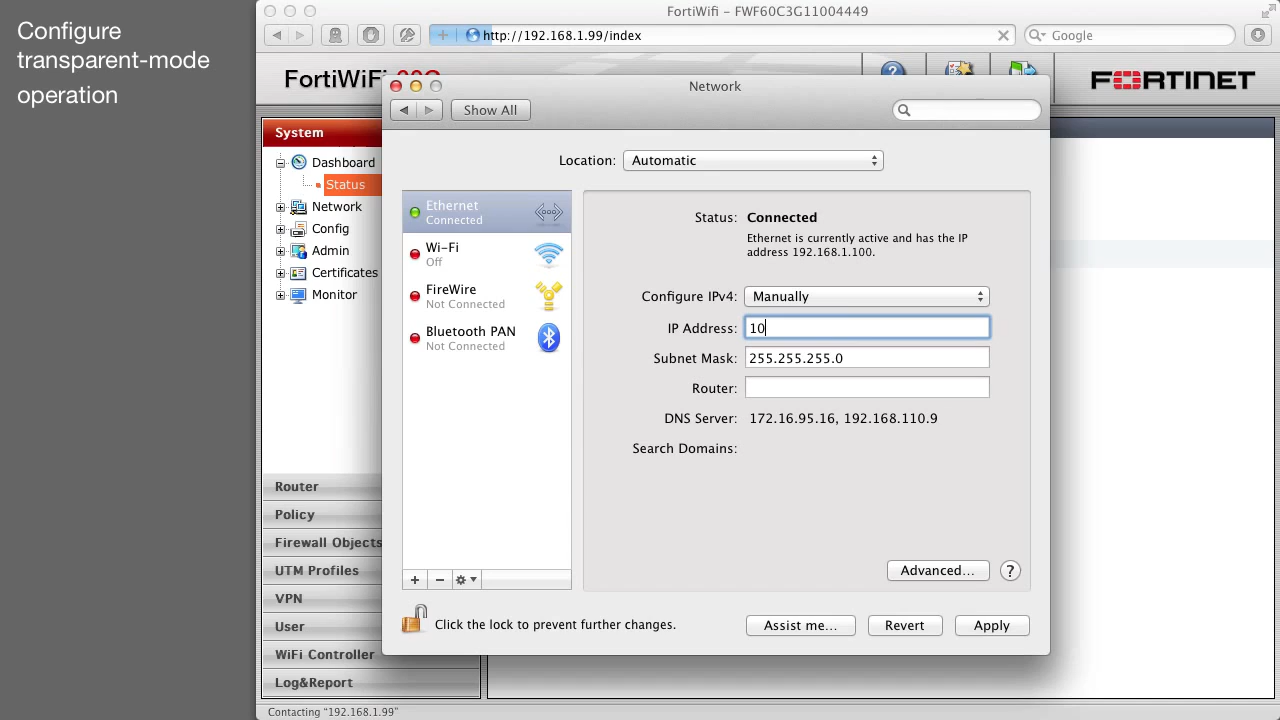 Configure
transparent-mode
operation
FortiWifi – FWF60C3G11004449
http://192.168.1.99/index
Google
FortiWiFi
FORTINET
Network
Show All
System
Location: Automatic
Dashboard
Status
Network
Config
Admin
Certificates
Monitor
Ethernet
Connected
Wi-Fi
Off
FireWire
Not Connected
Bluetooth PAN
Not Connected
Status: Connected
Ethernet is currently active and has the IP
address 192.168.1.100.
Configure IPv4: Manually
IP Address: 10
Subnet Mask: 255.255.255.0
Router:
DNS Server: 172.16.95.16, 192.168.110.9
Search Domains:
Advanced...
?
Router
Policy
Firewall Objects
UTM Profiles
VPN
User
WiFi Controller
Log&Report
Click the lock to prevent further changes.
Assist me...
Revert
Apply
Contacting “192.168.1.99”